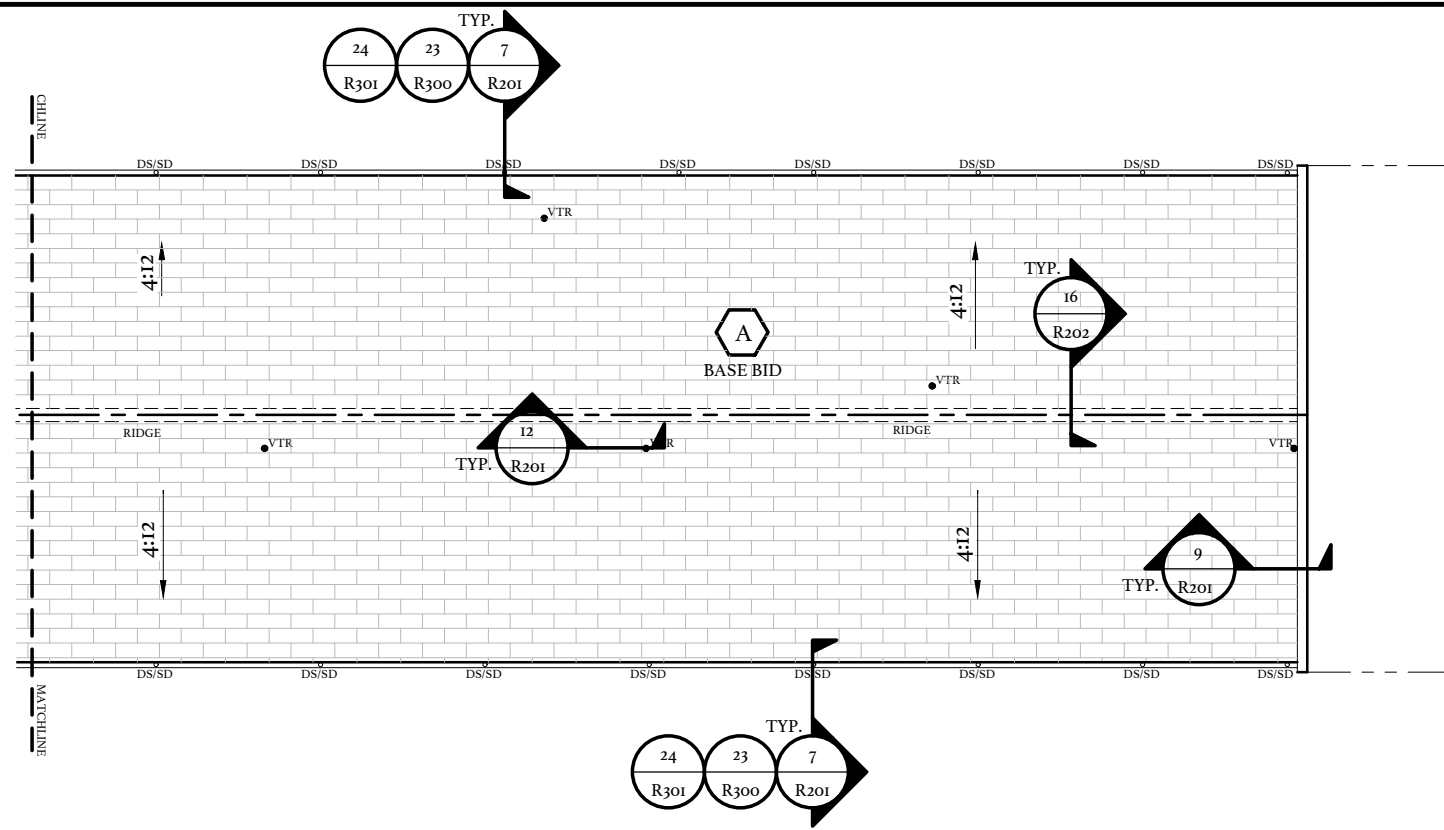 TYP.
24 23 7
R301 R300 R201
CHLINE
DS/SD DS/SD DS/SD DS/SD DS/SD DS/SD DS/SD DS/SD
VTR
4:12
4:12
TYP.
16
R202
A
BASE BID
VTR
RIDGE
RIDGE
VTR
12
R201
TYP.
VTR
4:12
4:12
9
R201
TYP.
DS/SD DS/SD DS/SD DS/SD DS/SD DS/SD DS/SD DS/SD
MATCHLINE
TYP.
24 23 7
R301 R300 R201